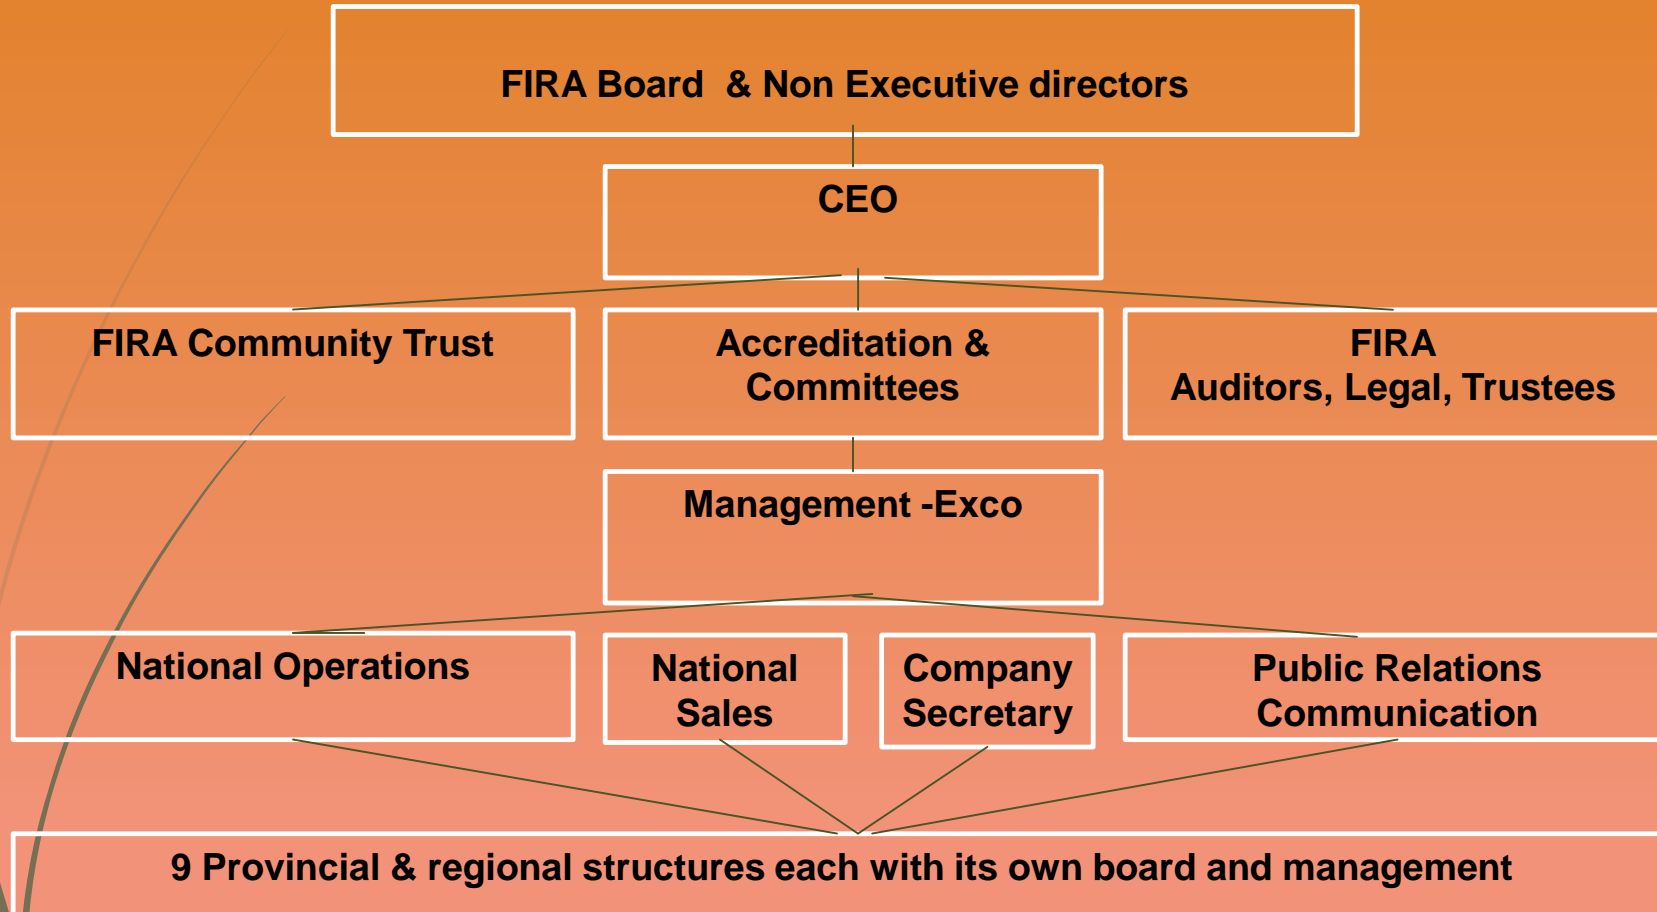 FIRA Board & Non Executive directors
CEO
FIRA Community Trust
Accreditation &
Committees
FIRA
Auditors, Legal, Trustees
Management -Exco
National Operations
National
Sales
Company
Secretary
Public Relations
Communication
9 Provincial & regional structures each with its own board and management